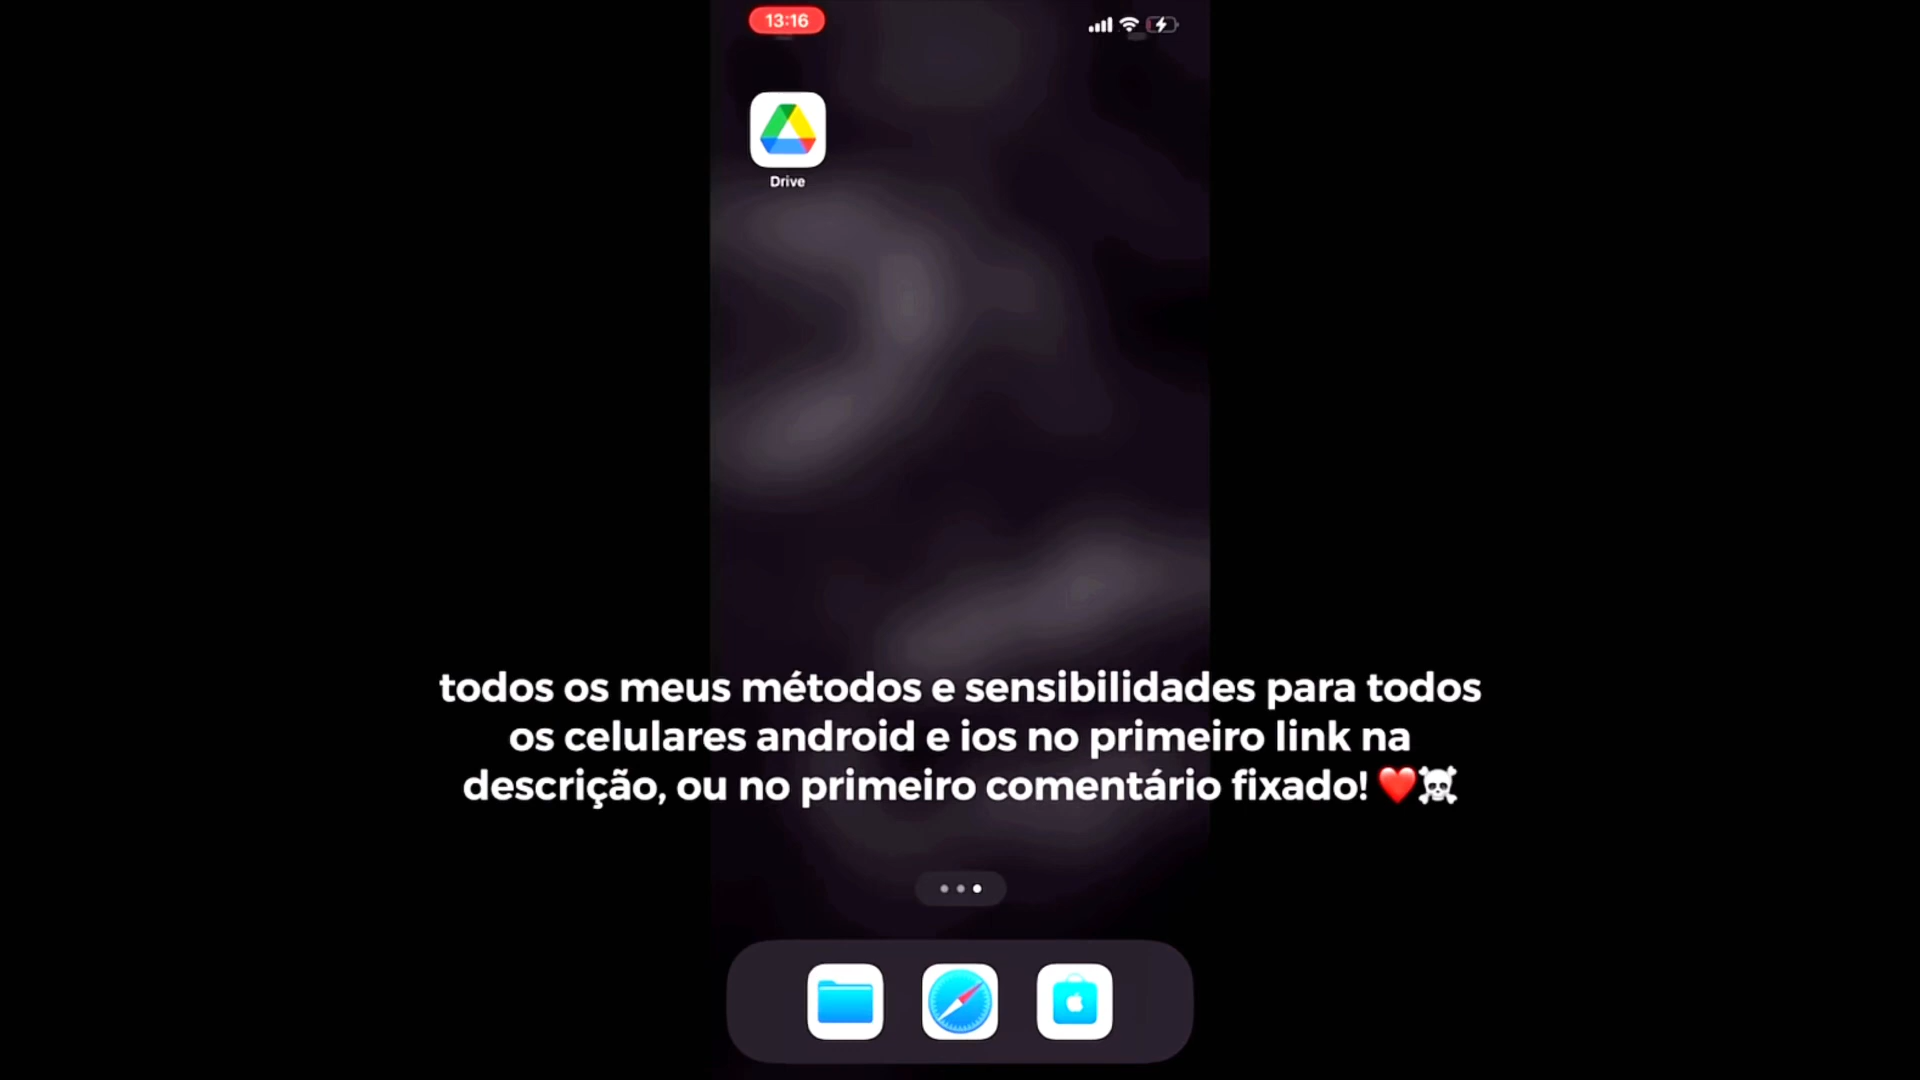 13:16
Drive
todos os meus métodos e sensibilidades para todos
os celulares android e ios no primeiro link na
descrição, ou no primeiro comentário fixado! ❤️☠️